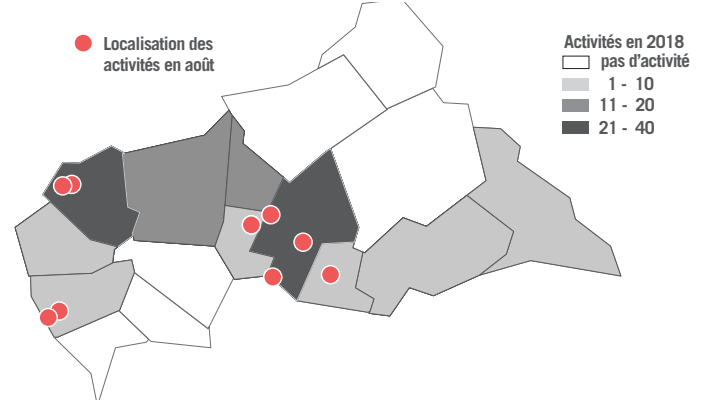 Localisation des
activités en août
Activités en 2018
pas d'activité
1 - 10
11 - 20
21 - 40